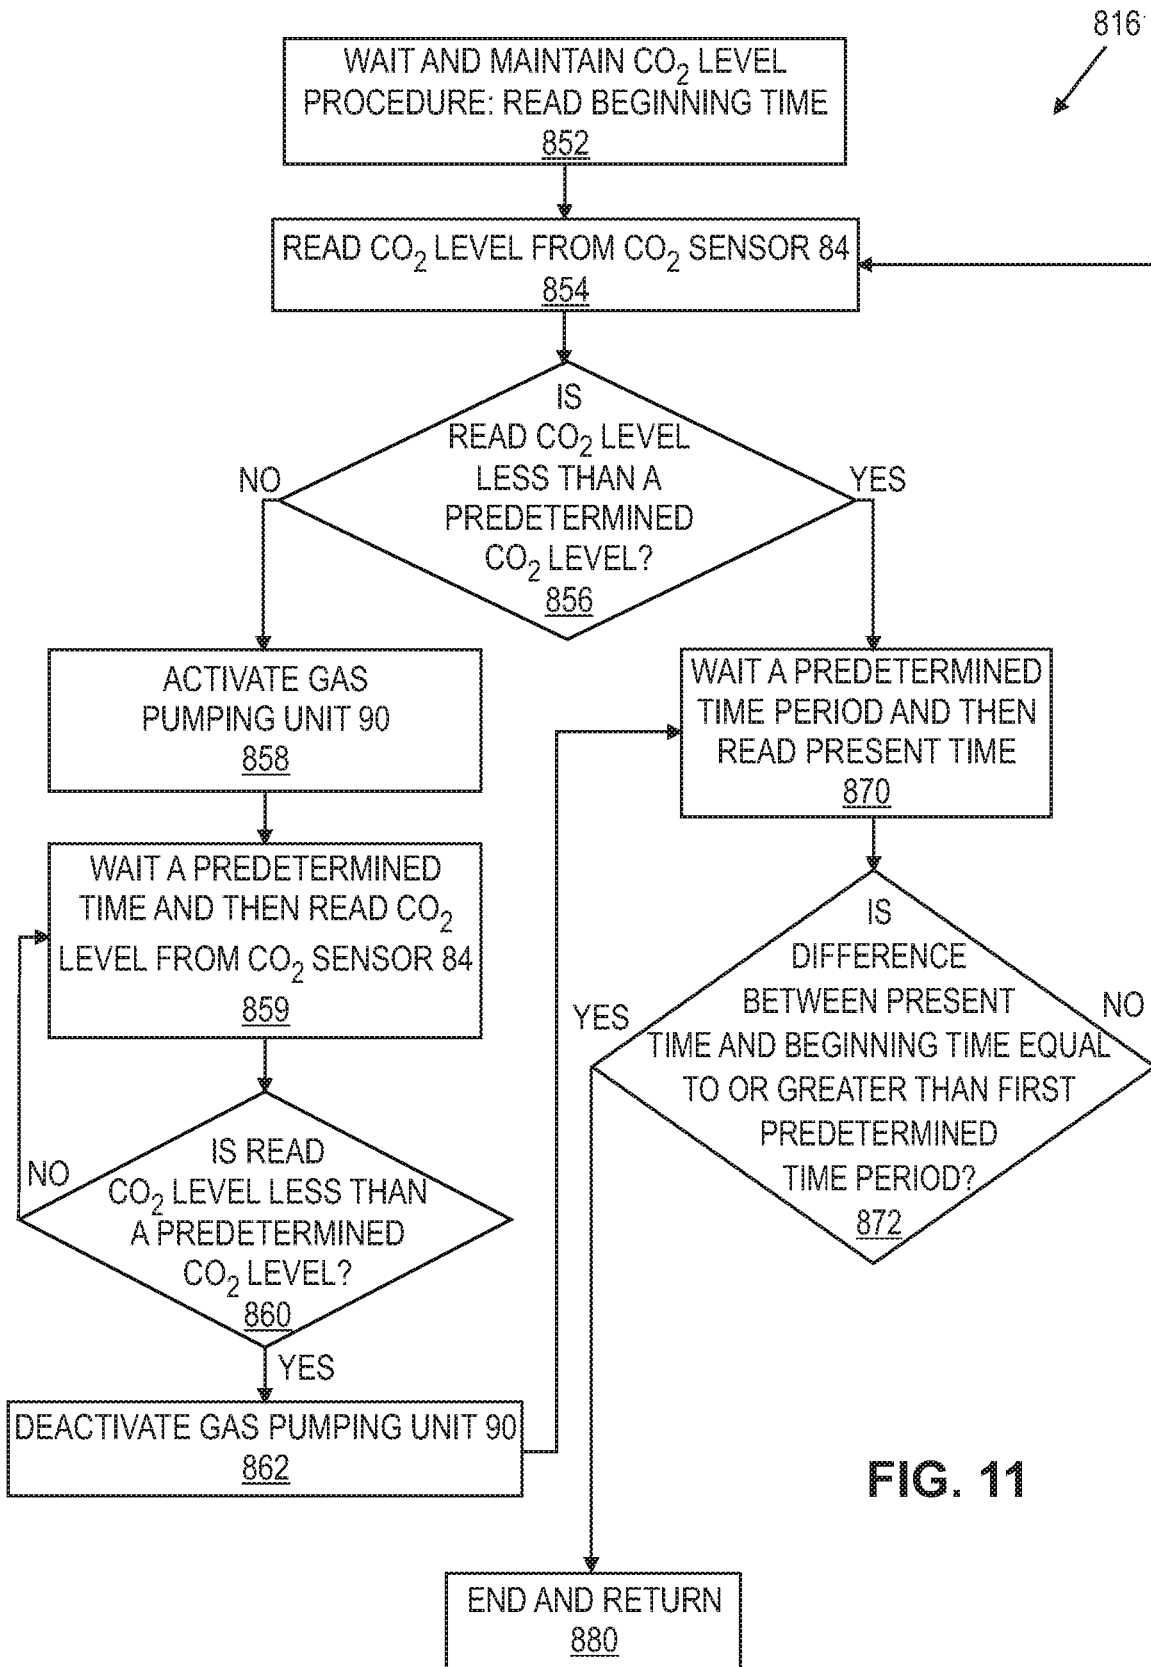 816
WAIT AND MAINTAIN CO₂ LEVEL
PROCEDURE: READ BEGINNING TIME
852
READ CO₂ LEVEL FROM CO₂ SENSOR 84
854
IS
READ CO₂ LEVEL
LESS THAN A
PREDETERMINED
CO₂ LEVEL?
856
NO
YES
ACTIVATE GAS
PUMPING UNIT 90
858
WAIT A PREDETERMINED
TIME AND THEN READ CO₂
LEVEL FROM CO₂ SENSOR 84
859
IS READ
CO₂ LEVEL LESS THAN
A PREDETERMINED
CO₂ LEVEL?
860
NO
YES
DEACTIVATE GAS PUMPING UNIT 90
862
WAIT A PREDETERMINED
TIME PERIOD AND THEN
READ PRESENT TIME
870
IS
DIFFERENCE
BETWEEN PRESENT
TIME AND BEGINNING TIME EQUAL
TO OR GREATER THAN FIRST
PREDETERMINED
TIME PERIOD?
872
YES
NO
END AND RETURN
880
FIG. 11